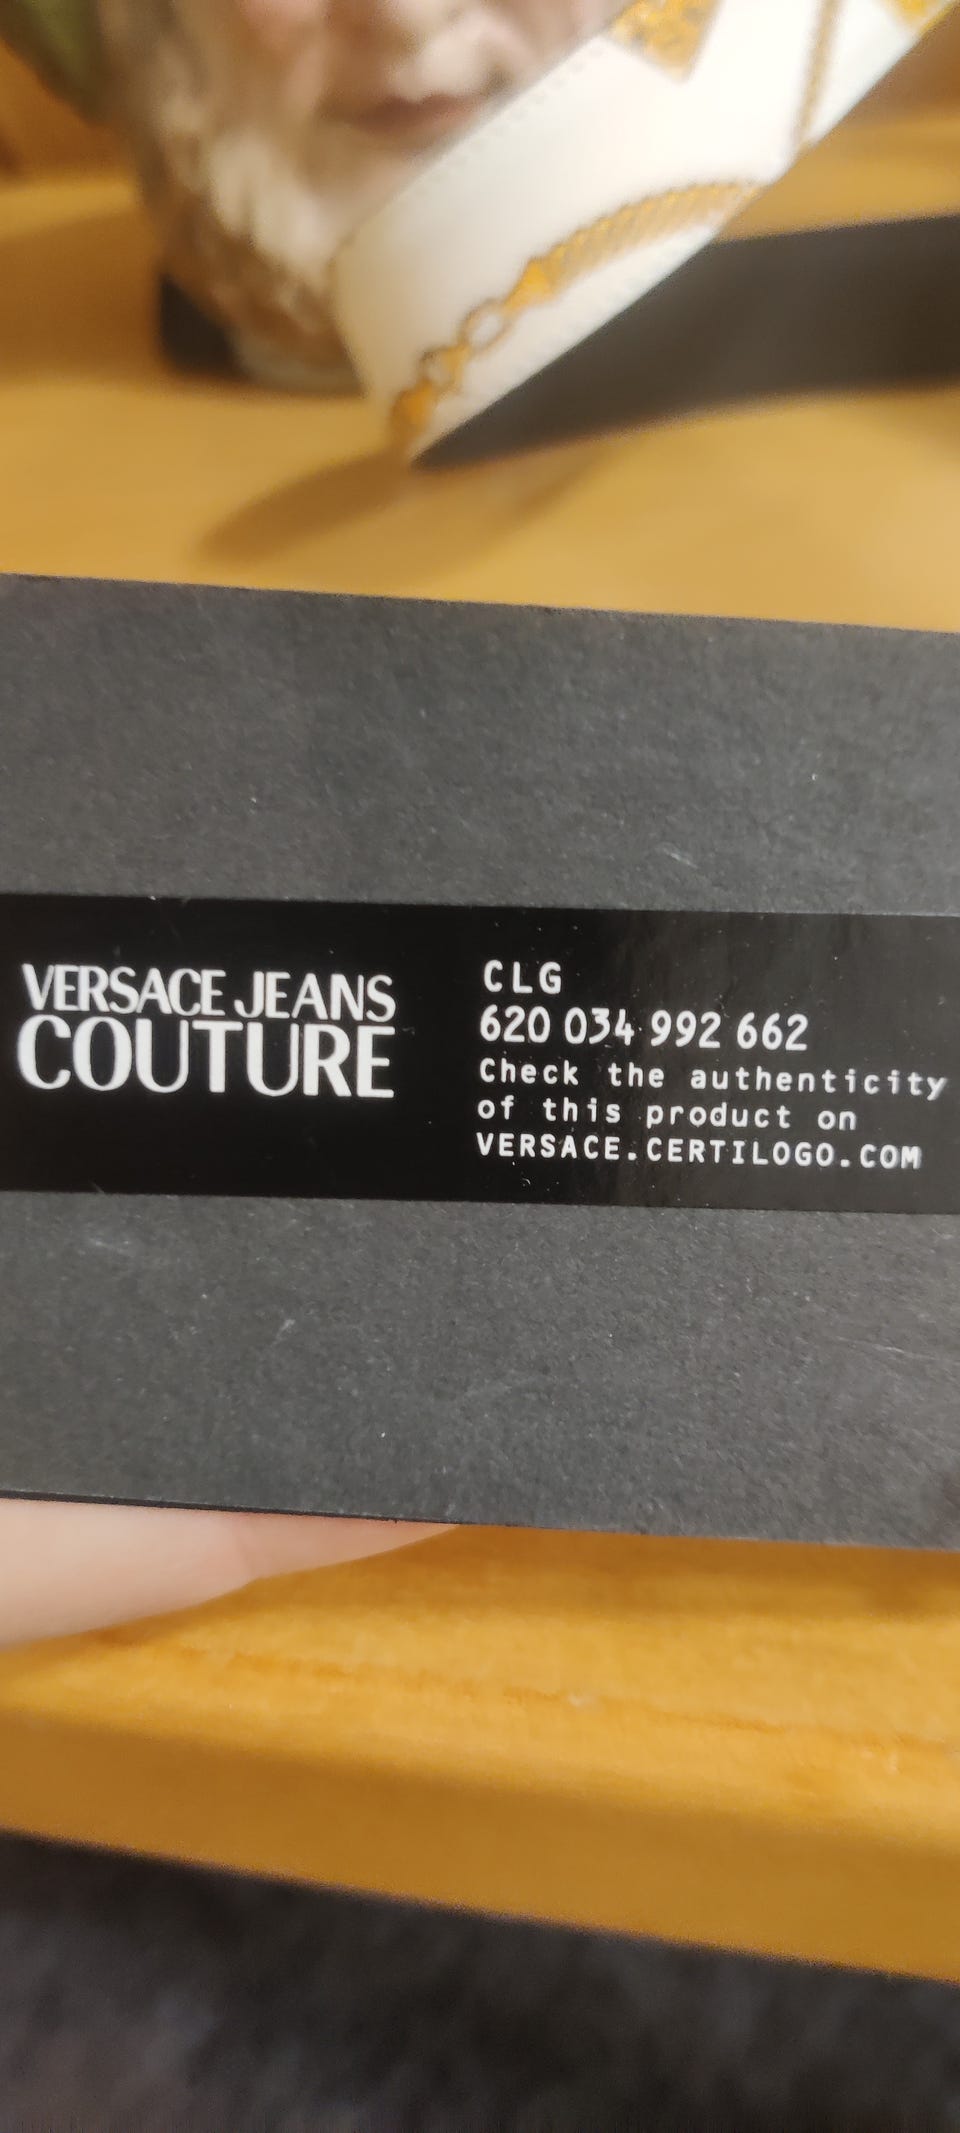 VERSACE JEANS
COUTURE
CLG
620 034 992 662
Check the authenticity
of this product on
VERSACE.CERTILOGO.COM